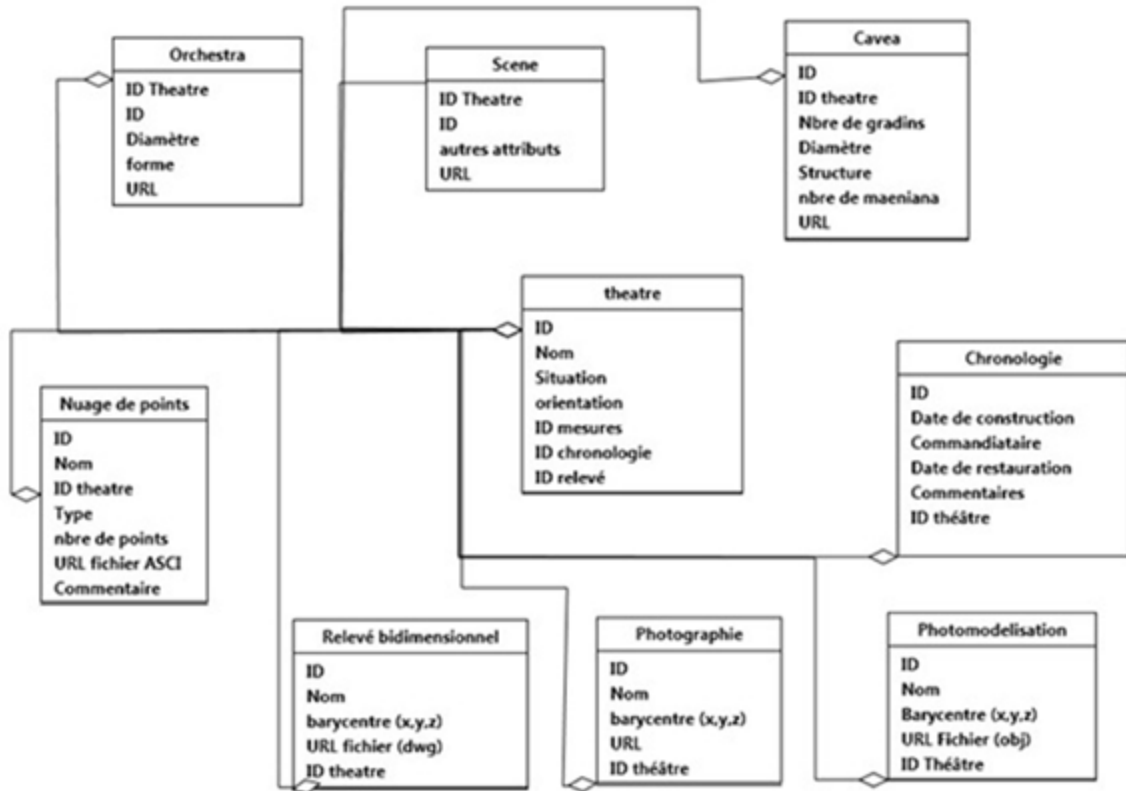 Orchestra
ID Theatre
ID
Diamètre
forme
URL
Scene
ID Theatre
ID
autres attributs
URL
Cavea
ID
ID theatre
Nbre de gradins
Diamètre
Structure
nbre de maeniana
URL
theatre
ID
Nom
Situation
orientation
ID mesures
ID chronologie
ID relevé
Chronologie
ID
Date de construction
Commandiataire
Date de restauration
Commentaires
ID théâtre
Nuage de points
ID
Nom
ID theatre
Type
nbre de points
URL fichier ASCI
Commentaire
Relevé bidimensionnel
ID
Nom
barycentre (x,y,z)
URL fichier (dwg)
ID theatre
Photographie
ID
Nom
barycentre (x,y,z)
URL
ID théâtre
Photomodelisation
ID
Nom
Barycentre (x,y,z)
URL Fichier (obj)
ID Théâtre